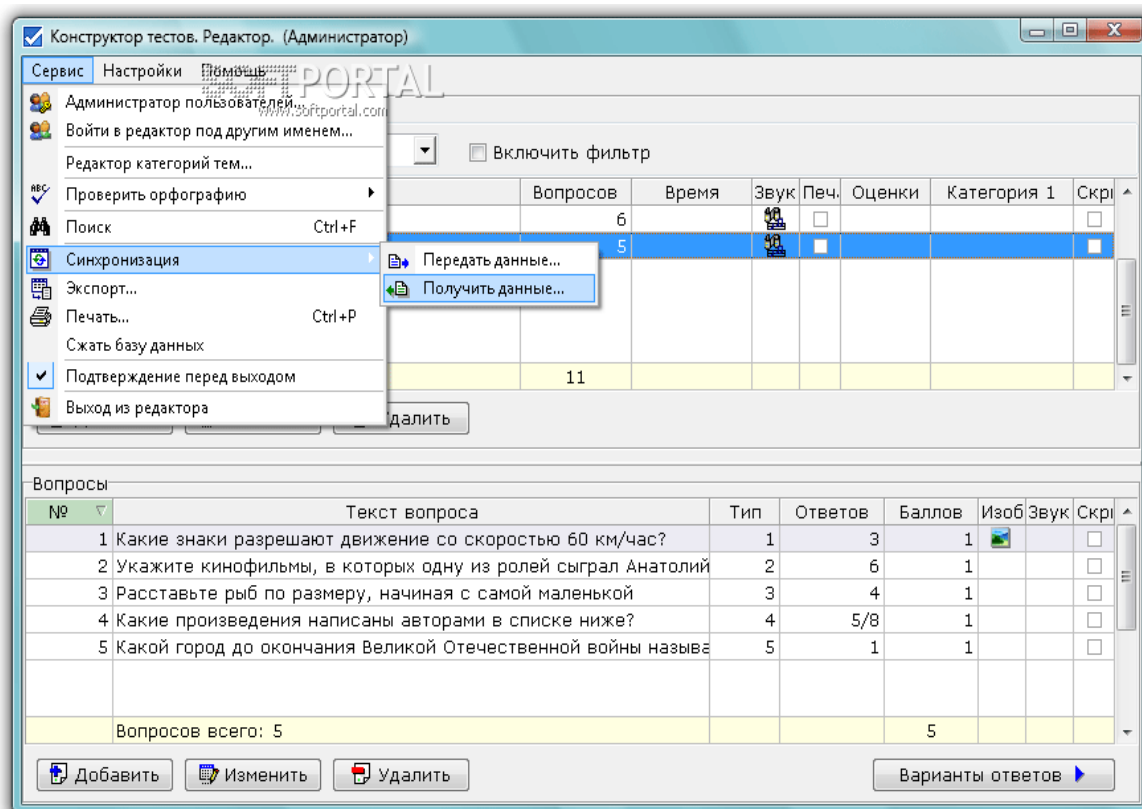 Конструктор тестов. Редактор. (Администратор)
Сервис Настройки Помощь
SOFTPORTAL
www.softportal.com
Администратор пользователей...
Войти в редактор под другим именем...
Редактор категорий тем...
ABC Проверить орфографию
Поиск Ctrl+F
Синхронизация
Экспорт...
Печать... Ctrl+P
Сжать базу данных
Подтверждение перед выходом
Выход из редактора
Передать данные...
Получить данные...
Включить фильтр
Вопросов Время Звук Печ. Оценки Категория 1 Скры
6
5
11
Удалить
Вопросы
№ Текст вопроса Тип Ответов Баллов Изоб Звук Скры
1 Какие знаки разрешают движение со скоростью 60 км/час? 1 3 1
2 Укажите кинофильмы, в которых одну из ролей сыграл Анатолий 2 6 1
3 Расставьте рыб по размеру, начиная с самой маленькой 3 4 1
4 Какие произведения написаны авторами в списке ниже? 4 5/8 1
5 Какой город до окончания Великой Отечественной войны называ 5 1 1
Вопросов всего: 5 5
Добавить Изменить Удалить Варианты ответов